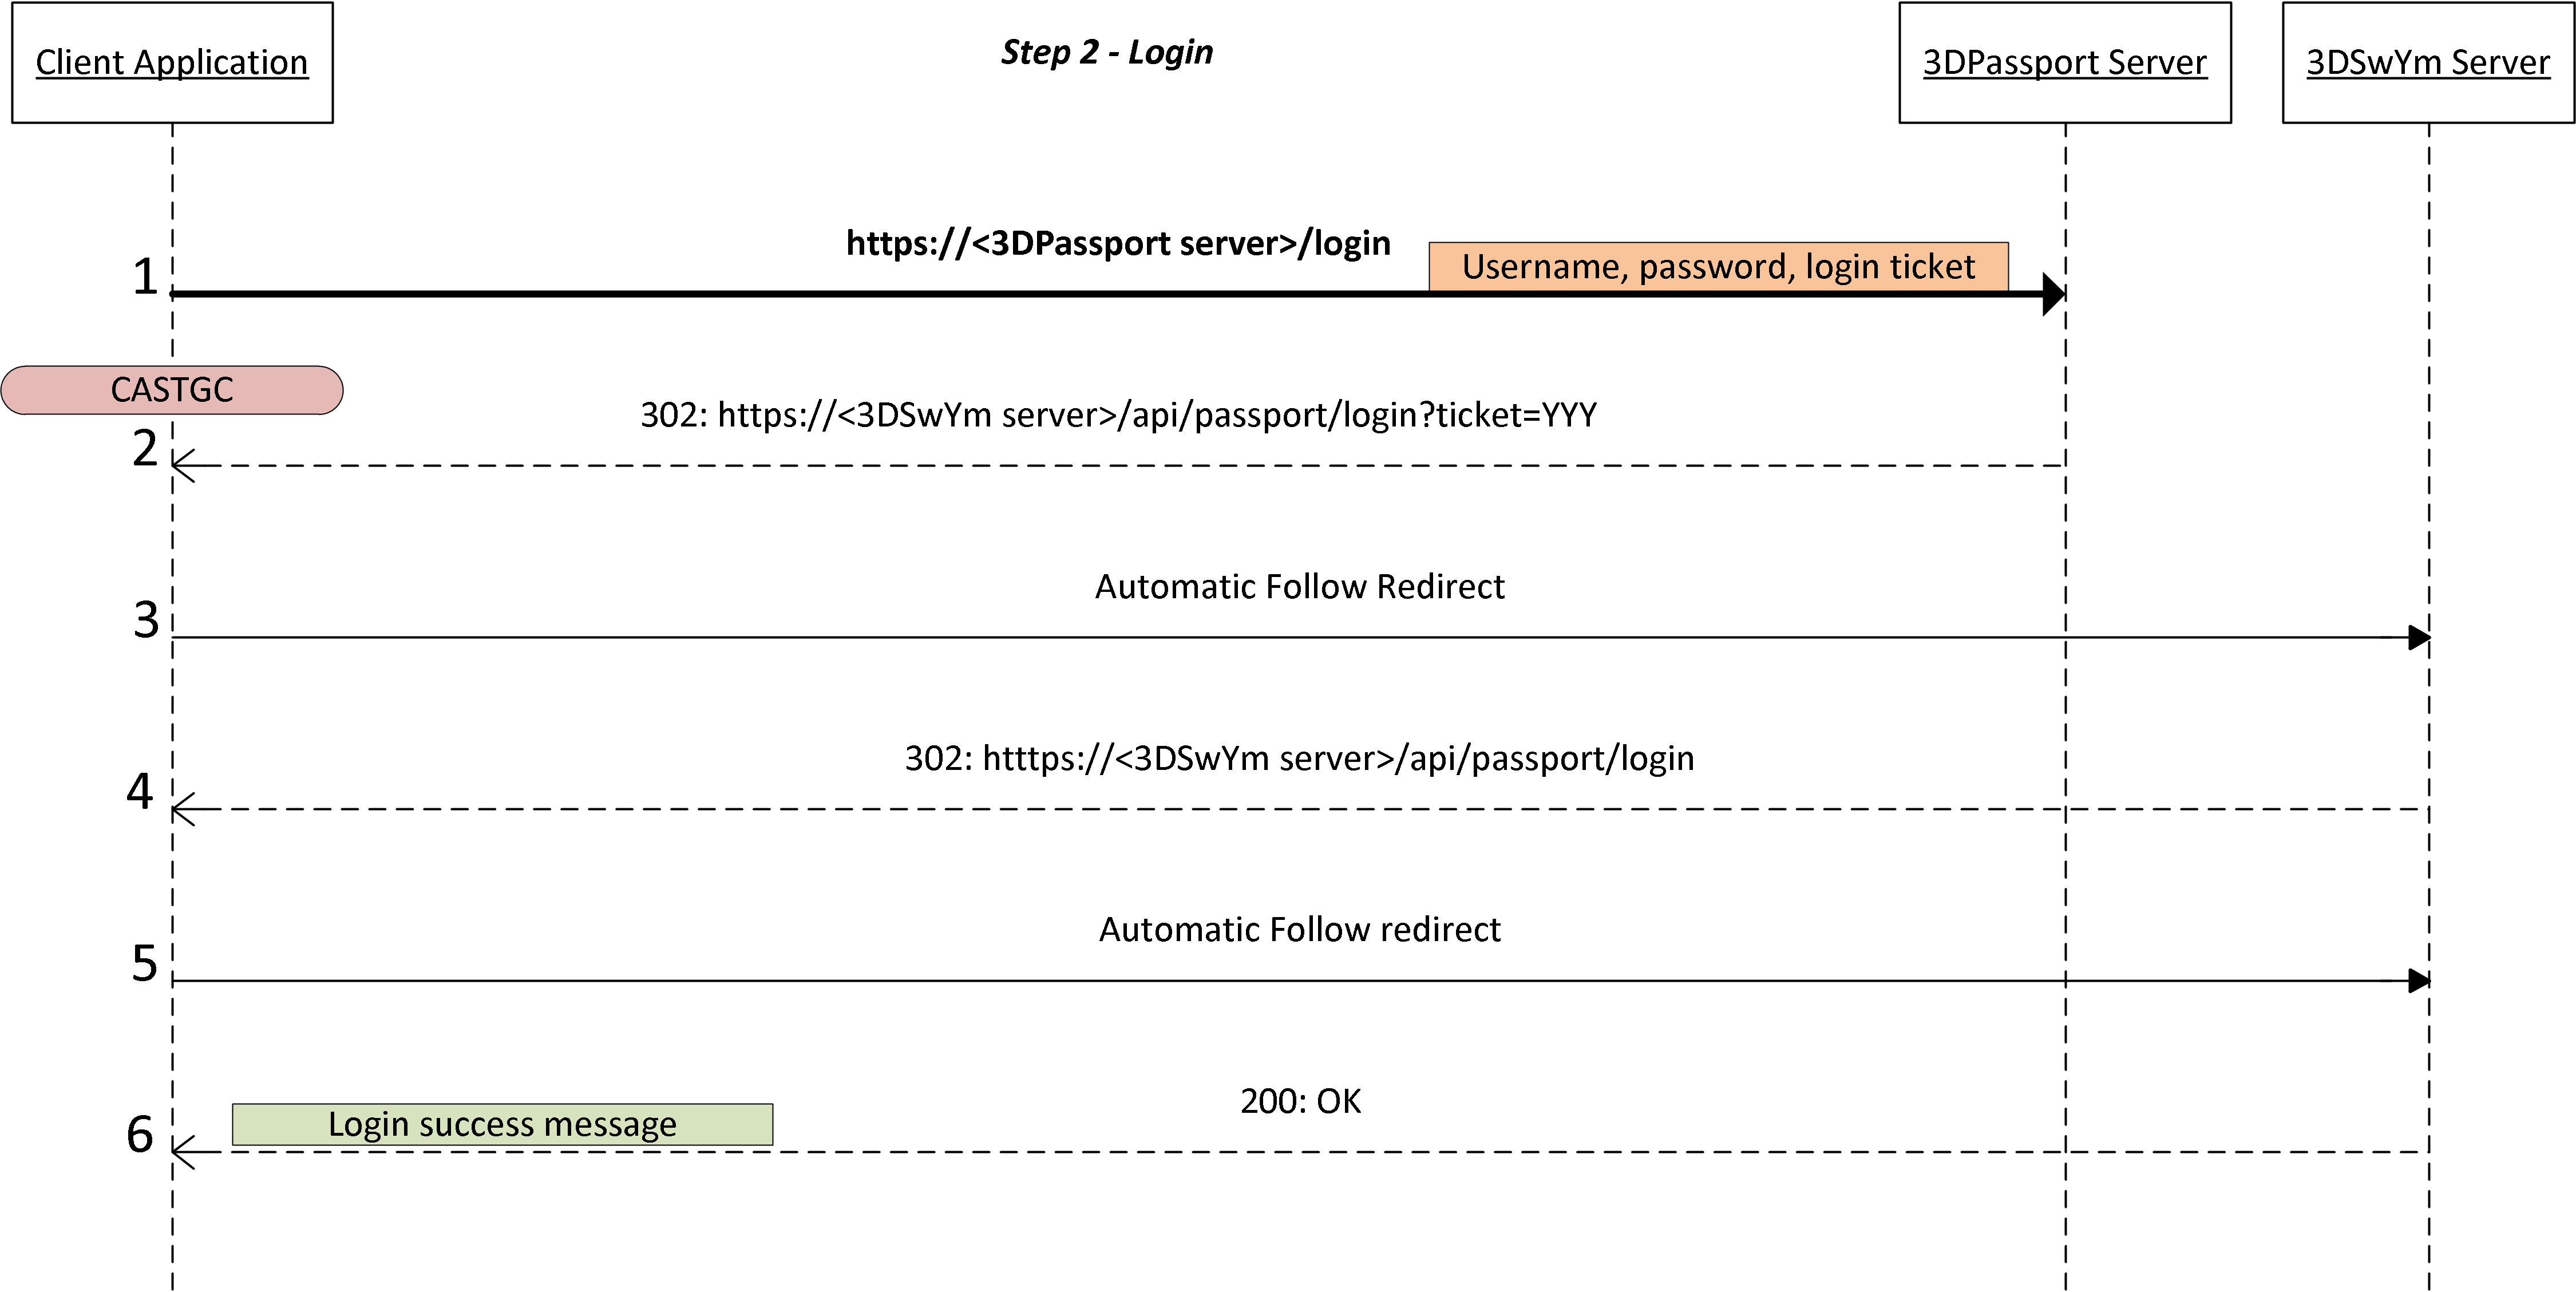 Client Application
Step 2 - Login
3DPassport Server
3DSwYm Server
https://<3DPassport server>/login
Username, password, login ticket
1
CASTGC
302: https://<3DSwYm server>/api/passport/login?ticket=YYY
2
Automatic Follow Redirect
3
302: htttps://<3DSwYm server>/api/passport/login
4
Automatic Follow redirect
5
200: OK
Login success message
6